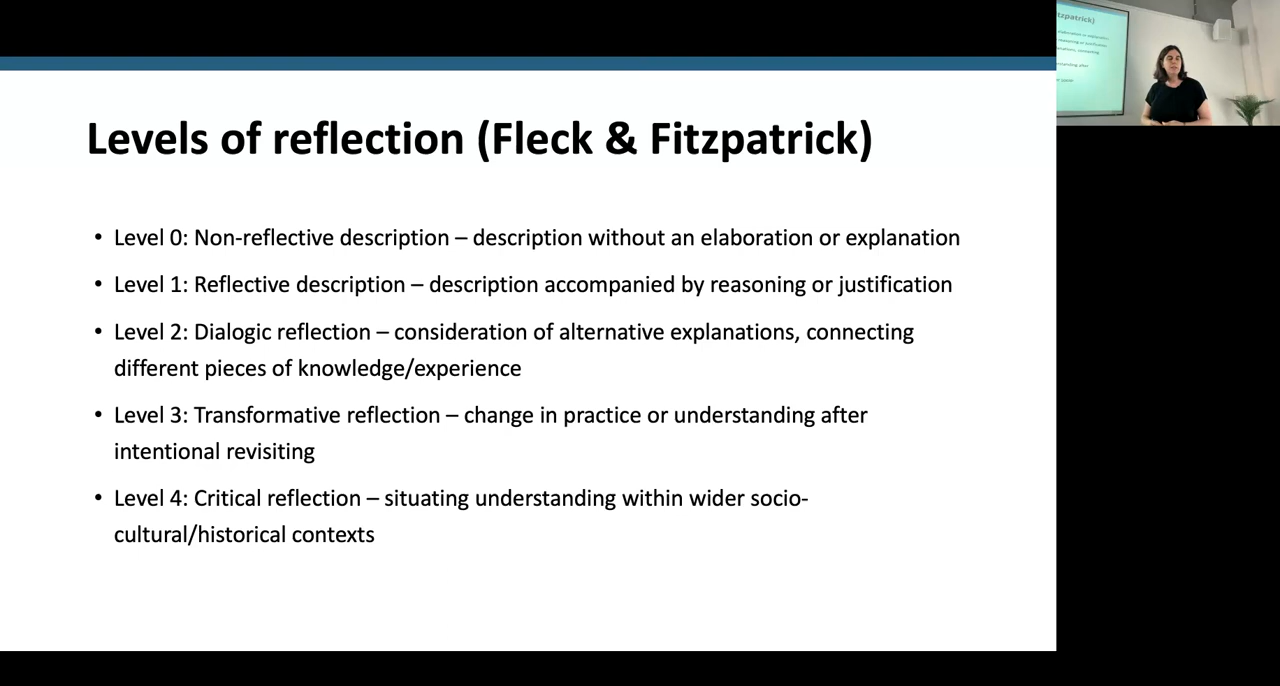 Levels of reflection (Fleck & Fitzpatrick)
• Level 0: Non-reflective description – description without an elaboration or explanation
• Level 1: Reflective description – description accompanied by reasoning or justification
• Level 2: Dialogic reflection – consideration of alternative explanations, connecting
different pieces of knowledge/experience
• Level 3: Transformative reflection – change in practice or understanding after
intentional revisiting
• Level 4: Critical reflection – situating understanding within wider socio-
cultural/historical contexts